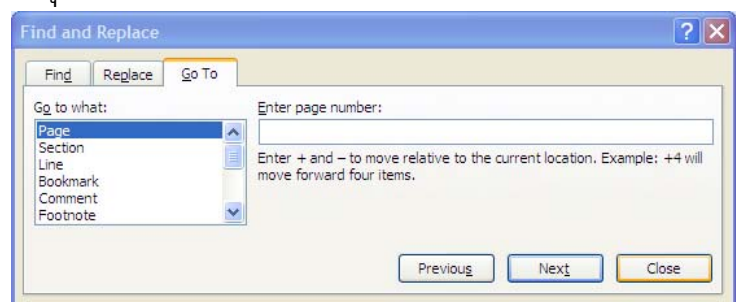 Find and Replace
Find Replace Go To
Go to what:
Page
Section
Line
Bookmark
Comment
Footnote
Enter page number:
Enter + and – to move relative to the current location. Example: +4 will
move forward four items.
Previous Next Close